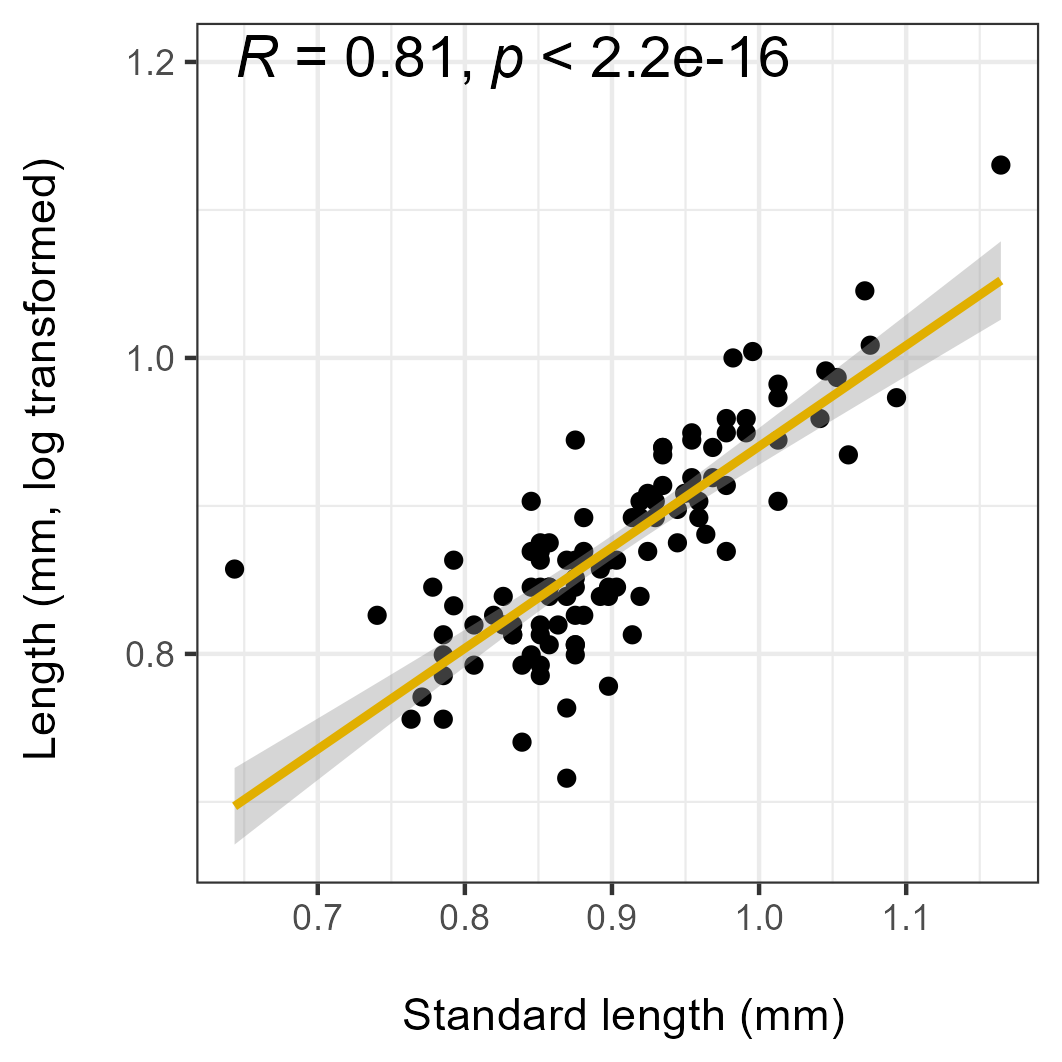 R = 0.81, p < 2.2e-16
1.2
1.0
0.8
Length (mm, log transformed)
0.7 0.8 0.9 1.0 1.1
Standard length (mm)